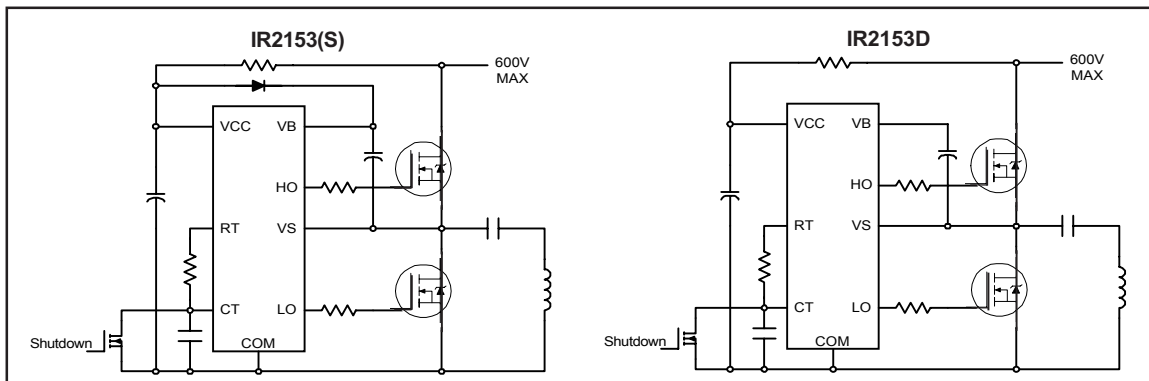 IR2153(S)
600V
MAX
VCC
VB
HO
RT
VS
CT
LO
COM
Shutdown
IR2153D
600V
MAX
VCC
VB
HO
RT
VS
CT
LO
COM
Shutdown